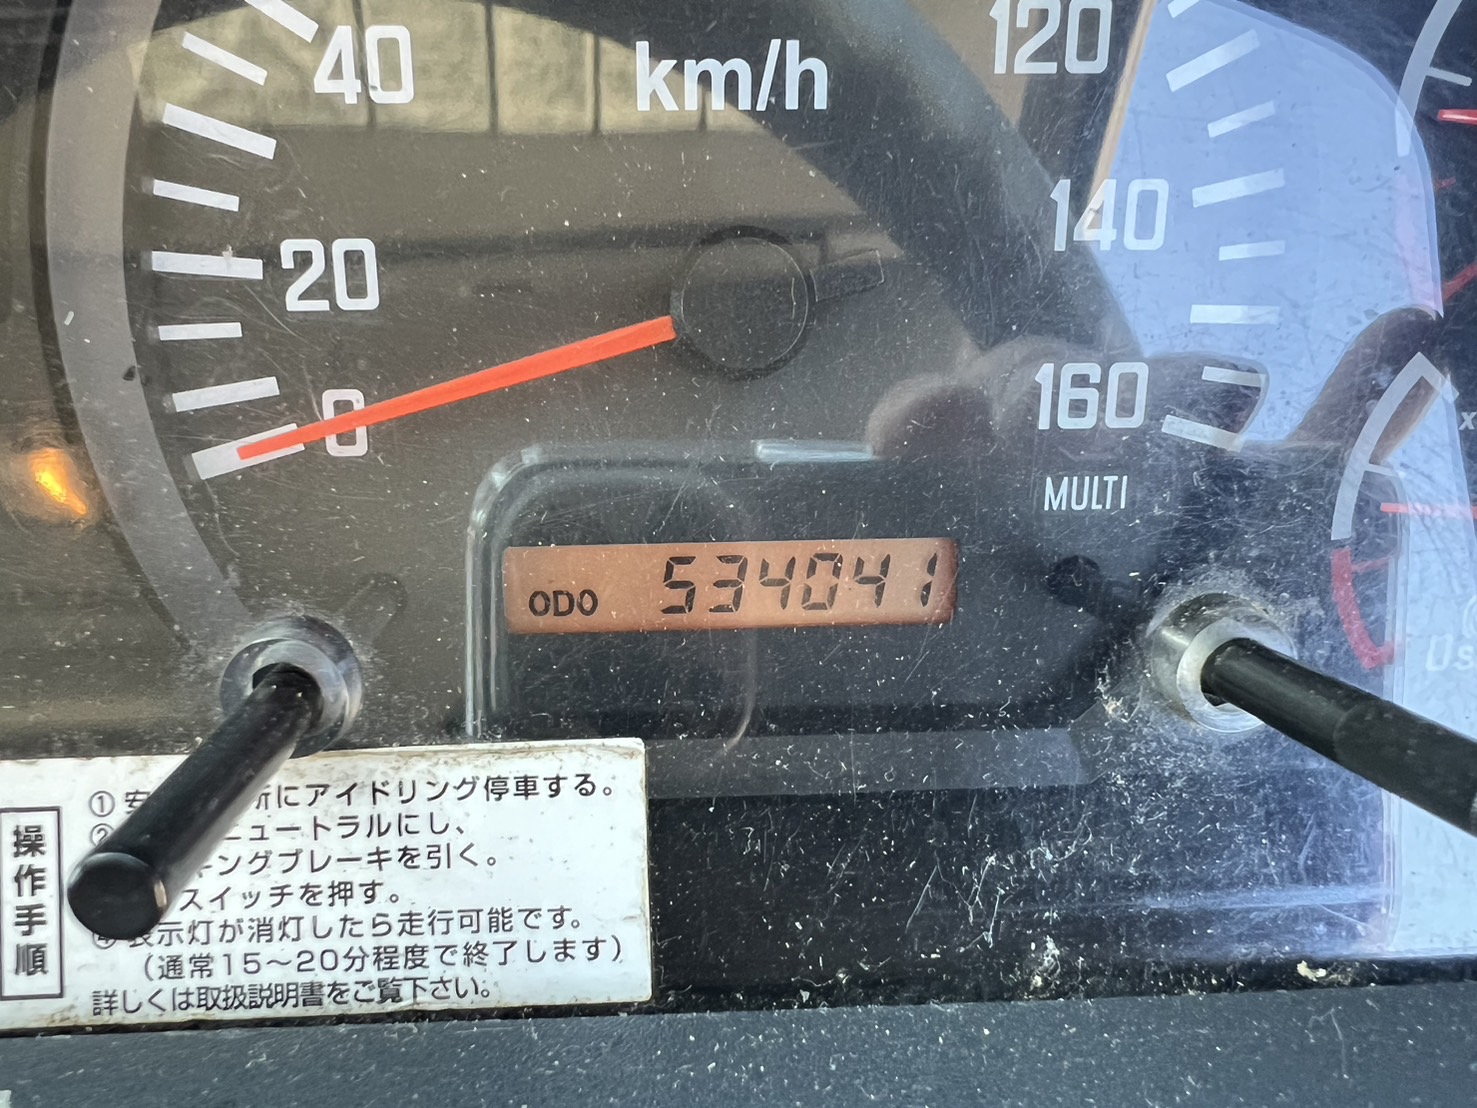 km/h
40
20
0
120
140
160
MULTI
ODO 534041
操作手順
① にアイドリング停車する。
ニュートラルにし、
キングブレーキを引く。
スイッチを押す。
表示灯が消灯したら走行可能です。
(通常15～20分程度で終了します)
詳しくは取扱説明書をご覧下さい。